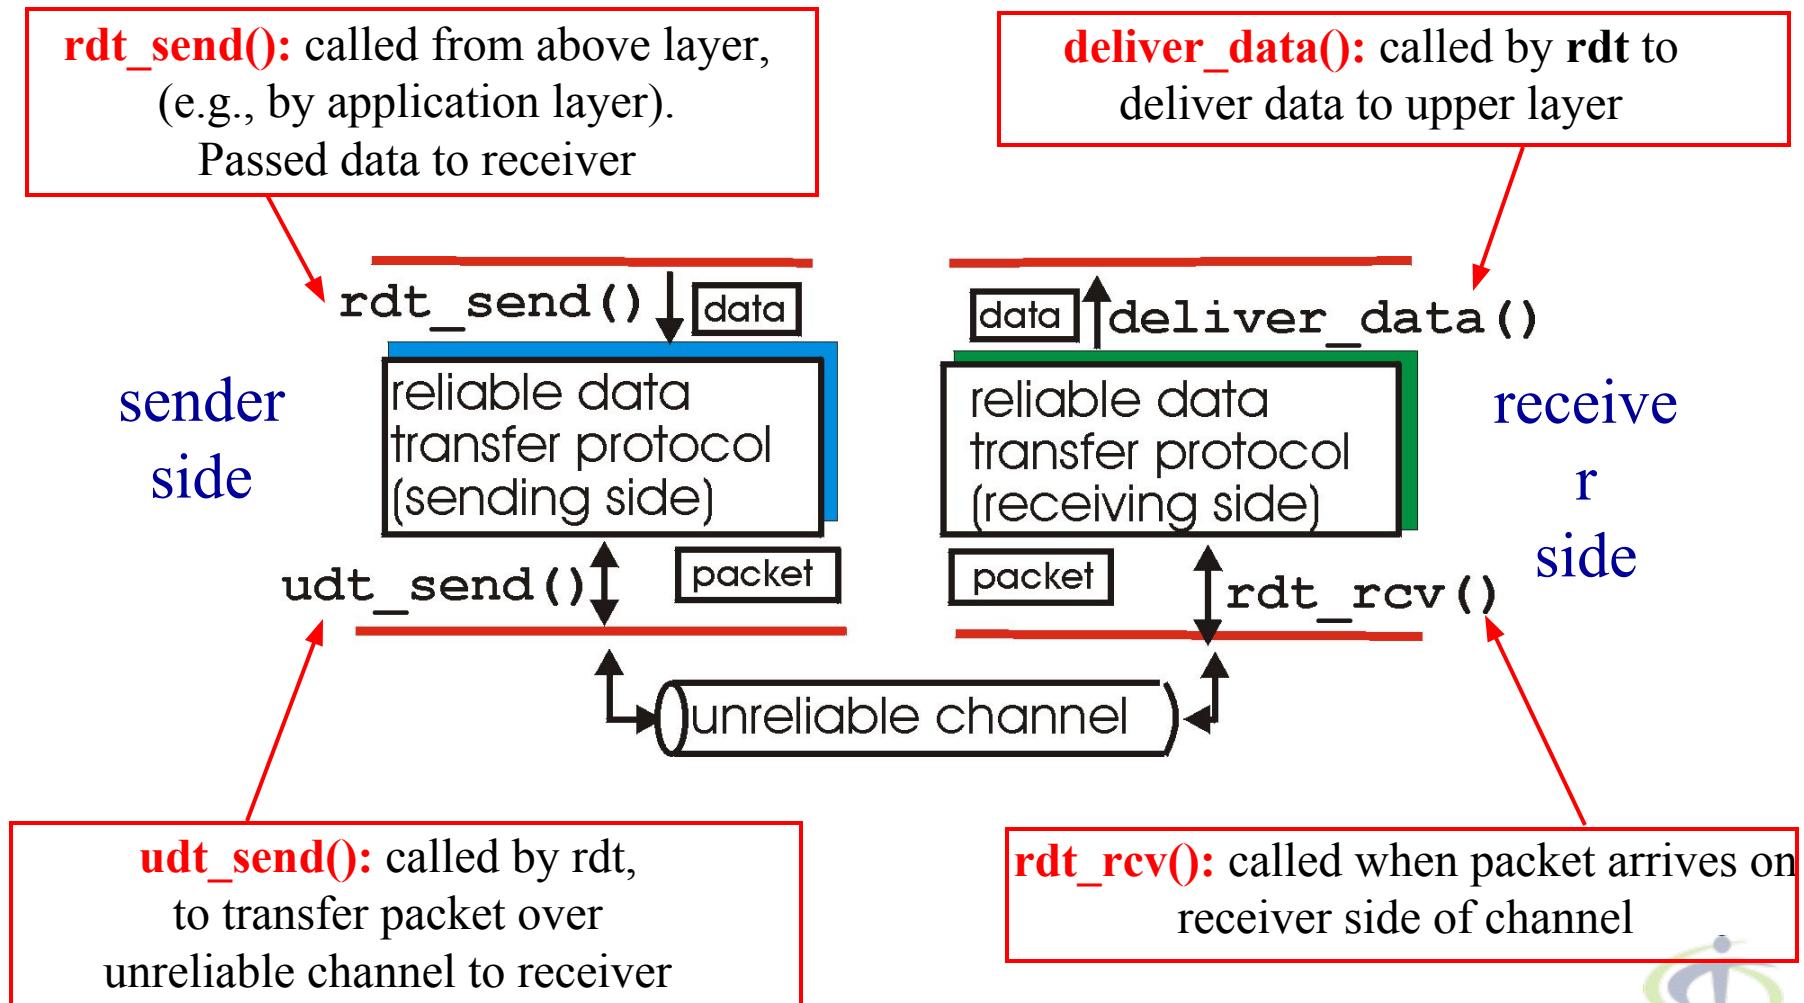 rdt_send(): called from above layer,
(e.g., by application layer).
Passed data to receiver
deliver_data(): called by rdt to
deliver data to upper layer
rdt_send()
data
data
deliver_data()
sender
side
reliable data
transfer protocol
(sending side)
reliable data
transfer protocol
(receiving side)
receive
r
side
udt_send()
packet
packet
rdt_rcv()
unreliable channel
udt_send(): called by rdt,
to transfer packet over
unreliable channel to receiver
rdt_rcv(): called when packet arrives on
receiver side of channel